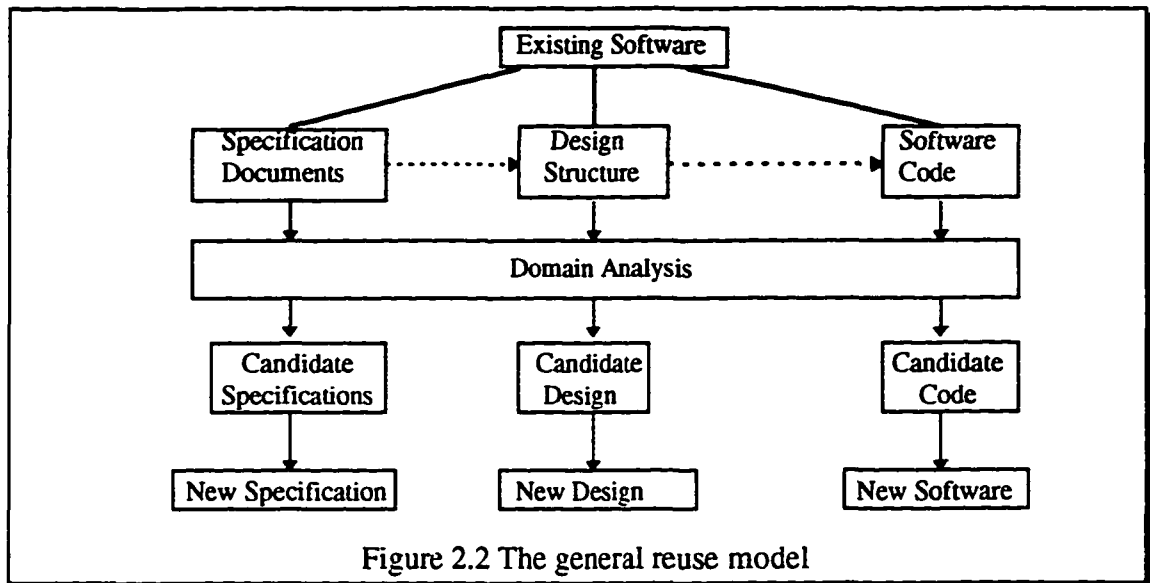 Existing Software
Specification
Documents
Design
Structure
Software
Code
Domain Analysis
Candidate
Specifications
Candidate
Design
Candidate
Code
New Specification
New Design
New Software
Figure 2.2 The general reuse model